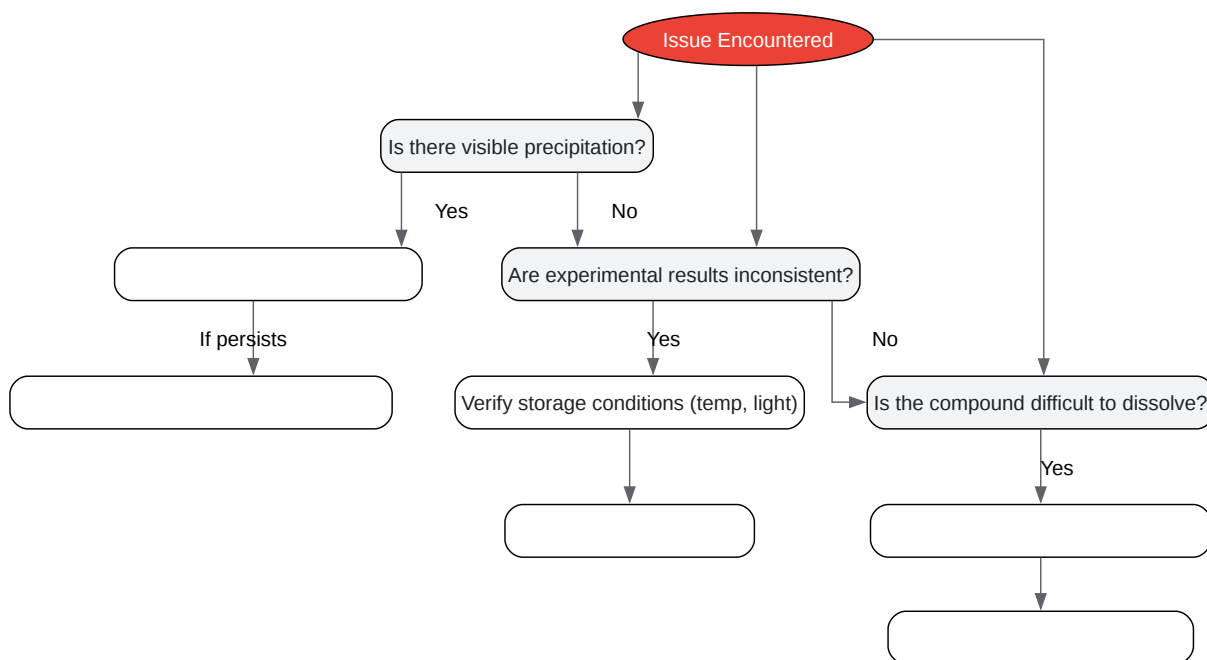 Issue Encountered
Is there visible precipitation?
Yes
No
Are experimental results inconsistent?
If persists
Yes
No
Verify storage conditions (temp, light)
Is the compound difficult to dissolve?
Yes